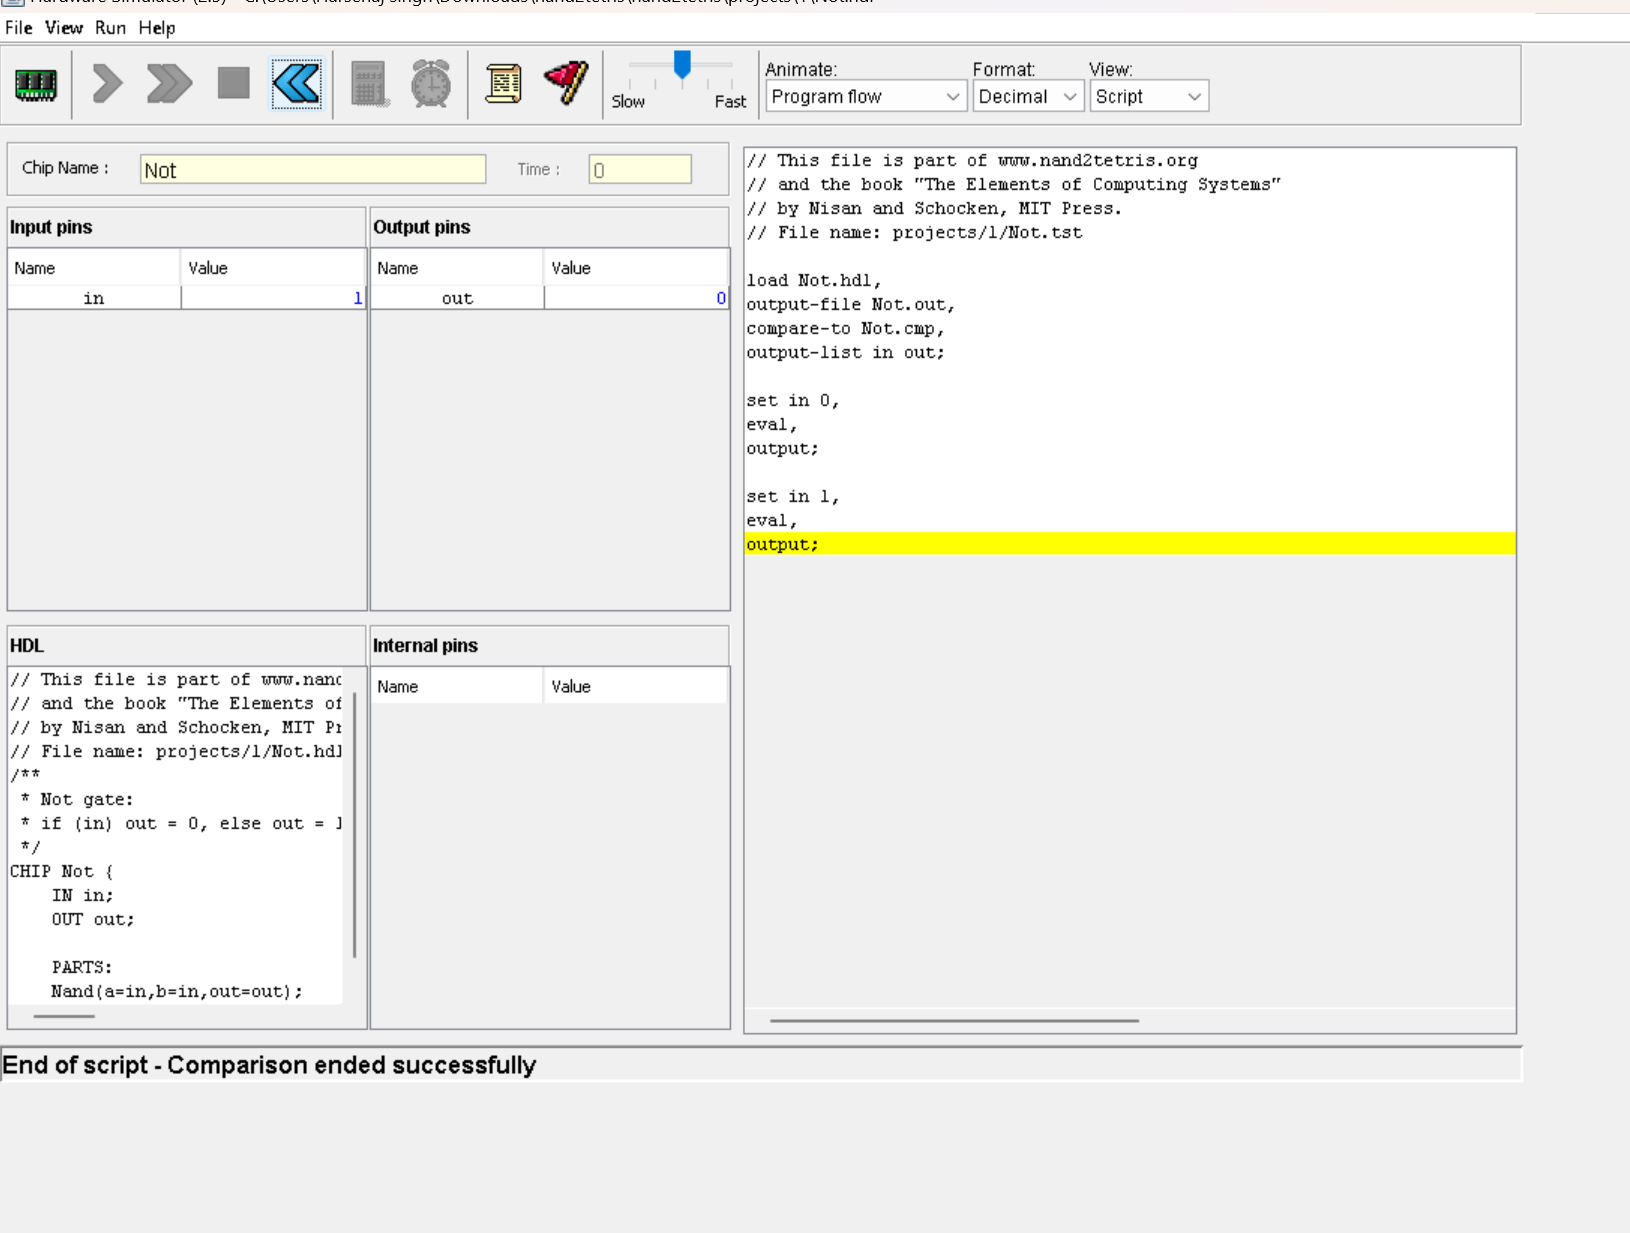 File View Run Help
Slow Fast
Animate: Format: View:
Program flow Decimal Script
Chip Name : Not Time : 0
Input pins
Name Value
in 1
Output pins
Name Value
out 0
HDL
// This file is part of www.nand
// and the book "The Elements of
// by Nisan and Schocken, MIT Pr
// File name: projects/1/Not.hdl
/**
* Not gate:
* if (in) out = 0, else out = 1
*/
CHIP Not {
IN in;
OUT out;
PARTS:
Nand(a=in,b=in,out=out);
Internal pins
Name Value
// This file is part of www.nand2tetris.org
// and the book "The Elements of Computing Systems"
// by Nisan and Schocken, MIT Press.
// File name: projects/1/Not.tst
load Not.hdl,
output-file Not.out,
compare-to Not.cmp,
output-list in out;
set in 0,
eval,
output;
set in 1,
eval,
output;
End of script - Comparison ended successfully